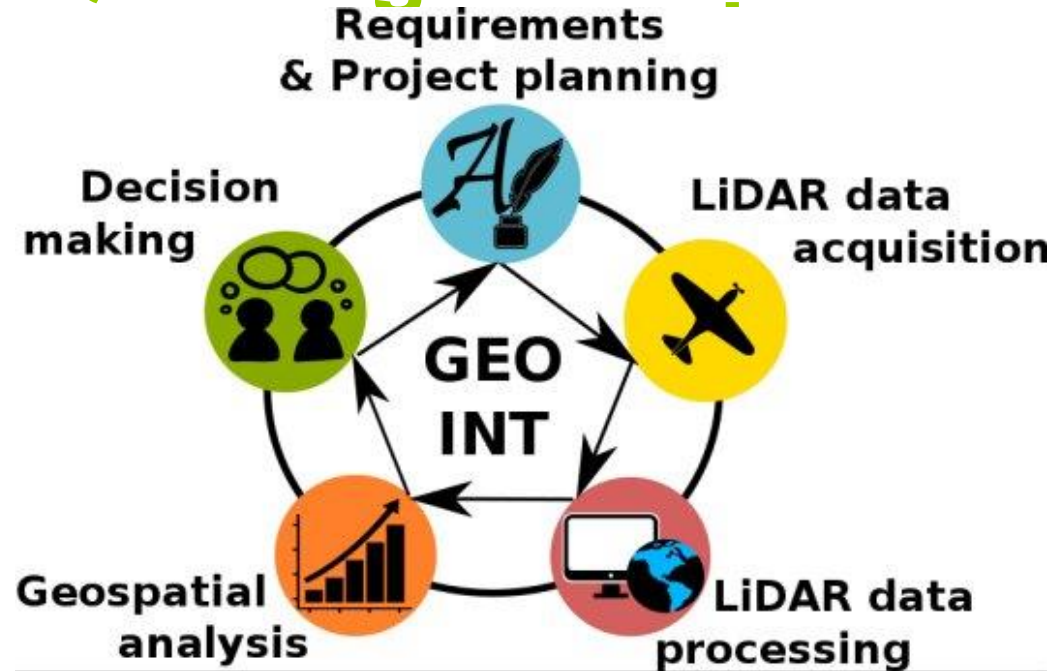 Requirements
& Project planning
Decision
making
LiDAR data
acquisition
A
GEO
INT
Geospatial
analysis
LiDAR data
processing